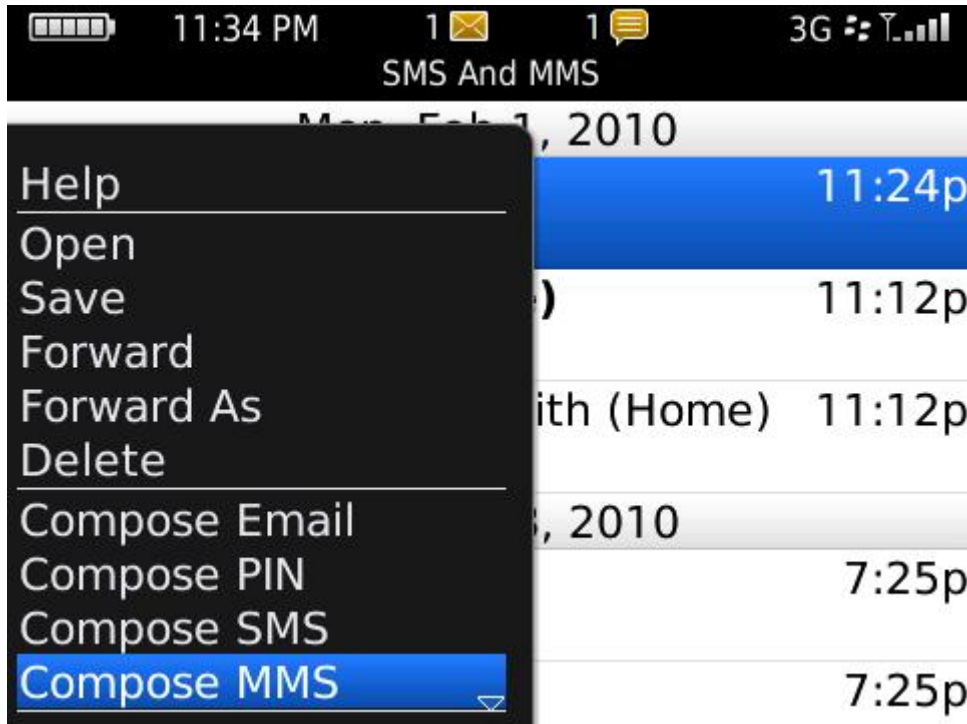 11:34 PM 1 1 3G
SMS And MMS
, 2010
11:24p
Help
Open
Save
)
11:12p
Forward
Forward As
ith (Home) 11:12p
Delete
Compose Email
, 2010
Compose PIN
7:25p
Compose SMS
Compose MMS
7:25p